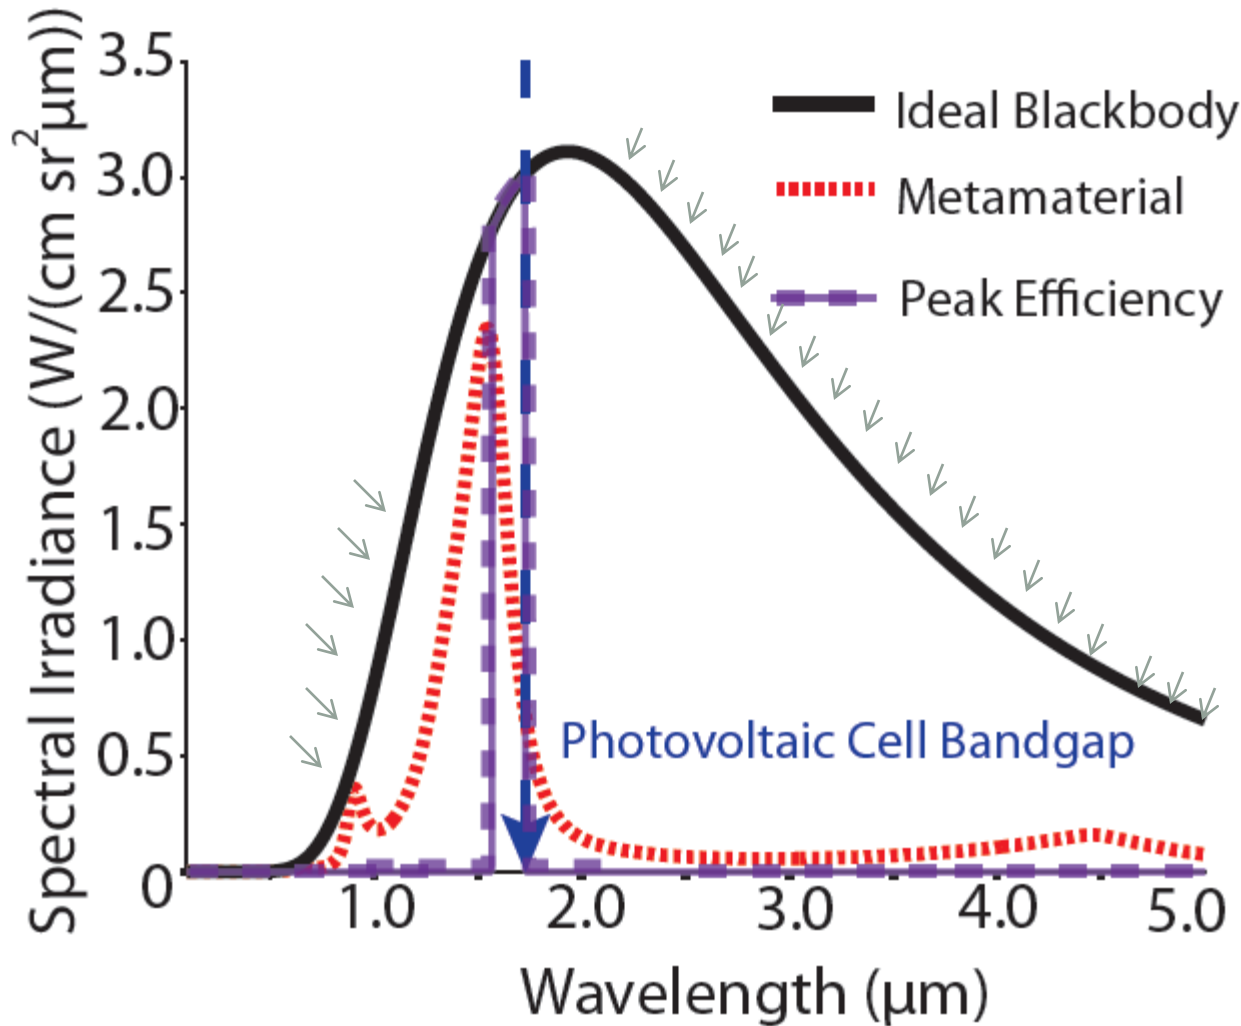 Spectral Irradiance (W/(cm sr²μm))
3.5
3.0
2.5
2.0
1.5
1.0
0.5
0
Ideal Blackbody
Metamaterial
Peak Efficiency
Photovoltaic Cell Bandgap
1.0 2.0 3.0 4.0 5.0
Wavelength (μm)